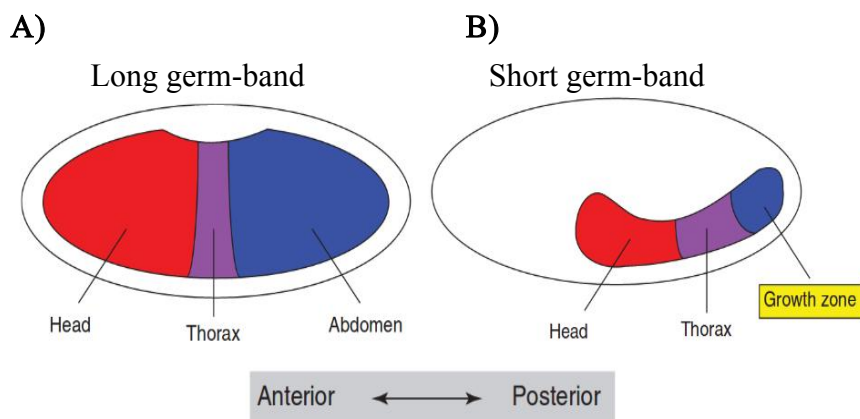 A)
B)
Long germ-band
Short germ-band
Head
Thorax
Abdomen
Head
Thorax
Growth zone
Anterior
Posterior